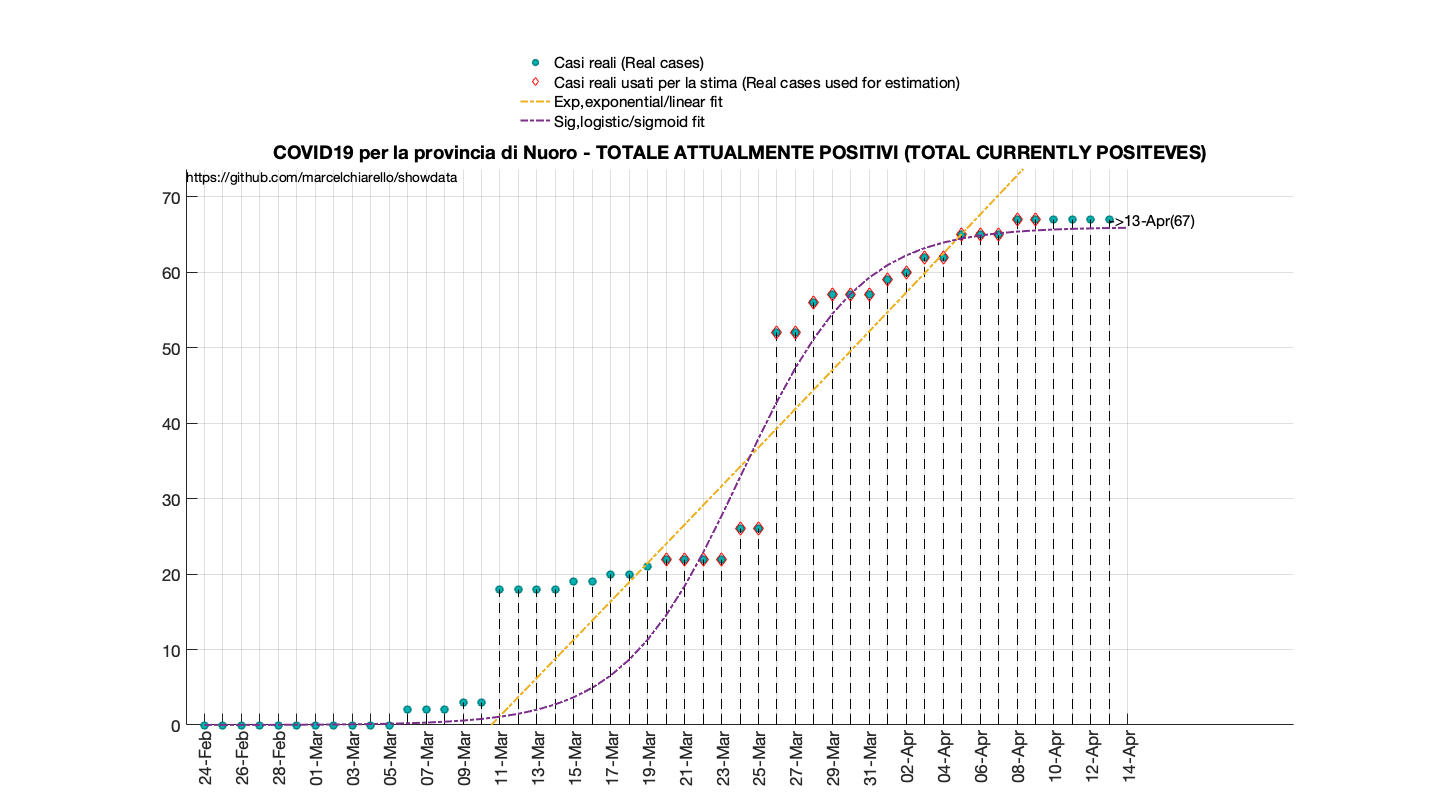 Casi reali (Real cases)
Casi reali usati per la stima (Real cases used for estimation)
Exp,exponential/linear fit
Sig,logistic/sigmoid fit
COVID19 per la provincia di Nuoro - TOTALE ATTUALMENTE POSITIVI (TOTAL CURRENTLY POSITEVES)
https://github.com/marcelchiarello/showdata
70
->13-Apr(67)
60
50
40
30
20
10
0
24-Feb
26-Feb
28-Feb
01-Mar
03-Mar
05-Mar
07-Mar
09-Mar
11-Mar
13-Mar
15-Mar
17-Mar
19-Mar
21-Mar
23-Mar
25-Mar
27-Mar
29-Mar
31-Mar
02-Apr
04-Apr
06-Apr
08-Apr
10-Apr
12-Apr
14-Apr